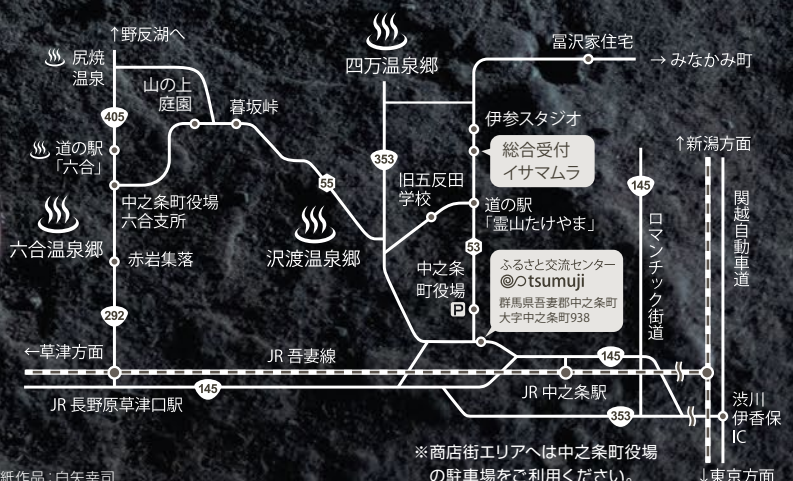 ↑野反湖へ
尻焼
温泉
山の上
庭園
暮坂峠
405
道の駅
「六合」
中之条町役場
六合支所
六合温泉郷
赤岩集落
292
←草津方面
JR 長野原草津口駅
145
JR 吾妻線
55
沢渡温泉郷
四万温泉郷
353
旧五反田
学校
冨沢家住宅
→ みなかみ町
伊参スタジオ
総合受付
イサマムラ
道の駅
「霊山たけやま」
53
中之条
町役場
P
ふるさと交流センター
tsumuji
群馬県吾妻郡中之条町
大字中之条町938
145
ロマンチック街道
↑新潟方面
関越自動車道
145
JR 中之条駅
353
渋川
伊香保
IC
↓東京方面
※商店街エリアへは中之条町役場
の駐車場をご利用ください。
紙作品:白矢幸司